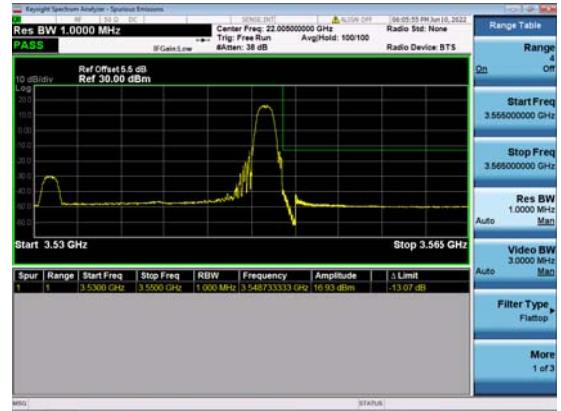 Keysight Spectrum Analyzer - Spurious Emissions
RF 50 Ω DC SENSE:INT ALIGN OFF 06:05:55 PM Jun 10, 2022
Res BW 1.0000 MHz
Center Freq: 22.005000000 GHz
Radio Std: None
Trig: Free Run Avg|Hold: 100/100
PASS
IFGain:Low
#Atten: 38 dB
Radio Device: BTS
Ref Offset 5.5 dB
10 dB/div Ref 30.00 dBm
Log
20.0
10.0
0.00
Start 3.53 GHz
Stop 3.565 GHz
Spur Range Start Freq Stop Freq RBW Frequency Amplitude Δ Limit
1 1 3.5300 GHz 3.5500 GHz 1.000 MHz 3.548733333 GHz 16.93 dBm -13.07 dB
MSG
STATUS
Range Table
Range
4
On Off
Start Freq
3.555000000 GHz
Stop Freq
3.565000000 GHz
Res BW
1.0000 MHz
Auto Man
Video BW
3.0000 MHz
Auto Man
Filter Type
Flattop
More
1 of 3